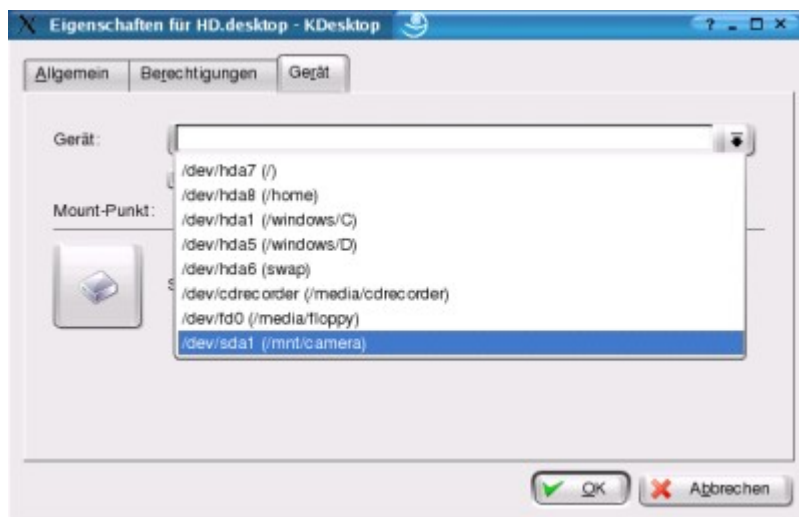 Eigenschaften für HD.desktop - KDesktop
Allgemein Berechtigungen Gerät
Gerät:
/dev/hda7 (/)
/dev/hda8 (/home)
Mount-Punkt:
/dev/hda1 (/windows/C)
/dev/hda5 (/windows/D)
/dev/hda6 (swap)
/dev/cdrecorder (/media/cdrecorder)
/dev/fd0 (/media/floppy)
/dev/sda1 (/mnt/camera)
OK Abbrechen